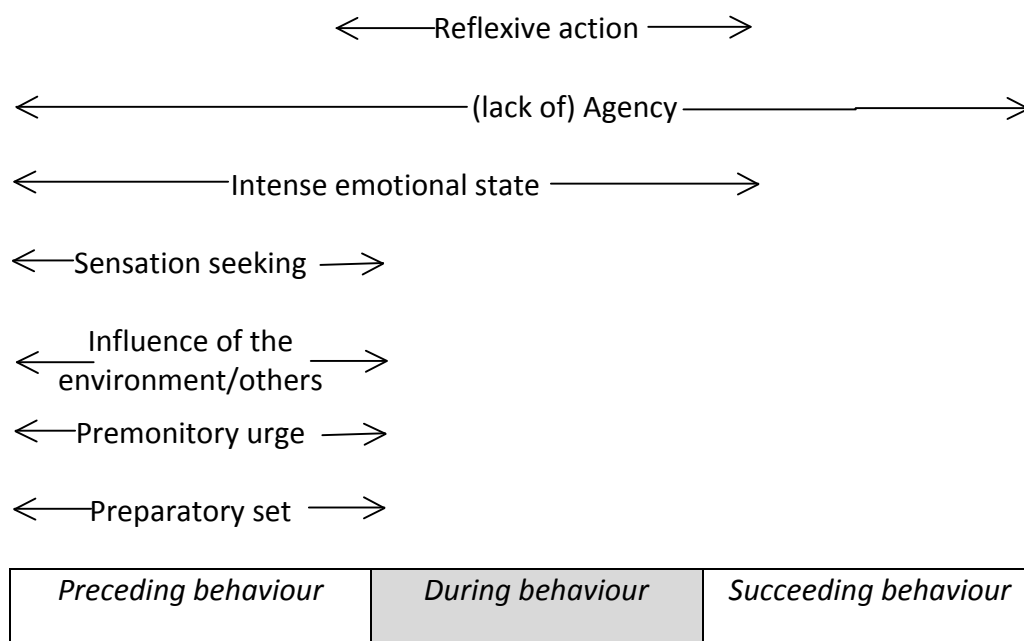 Reflexive action
(lack of) Agency
Intense emotional state
Sensation seeking
Influence of the
environment/others
Premonitory urge
Preparatory set
Preceding behaviour
During behaviour
Succeeding behaviour